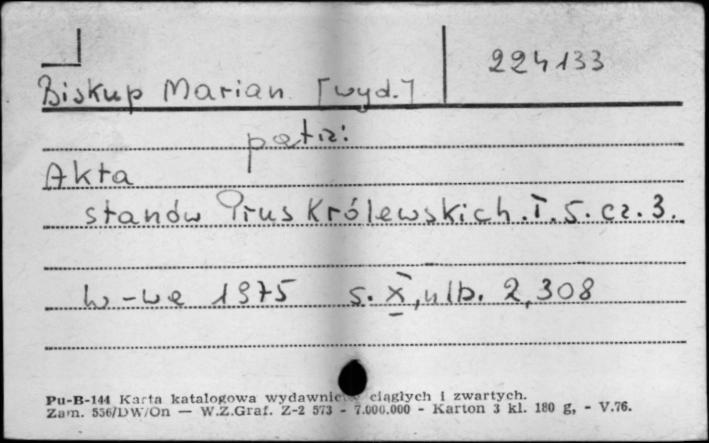 224133
Biskup Marian [wyd.]
patrz:
Akta
stanów Prus Królewskich. T. 5. cz. 3.
W-wa 1975 s. X, nlb. 2, 308
Pu-B-144 Karta katalogowa wydawnictw ciągłych i zwartych.
Zam. 556/DW/On — W.Z.Graf. Z-2 573 - 7.000.000 - Karton 3 kl. 180 g, - V.76.